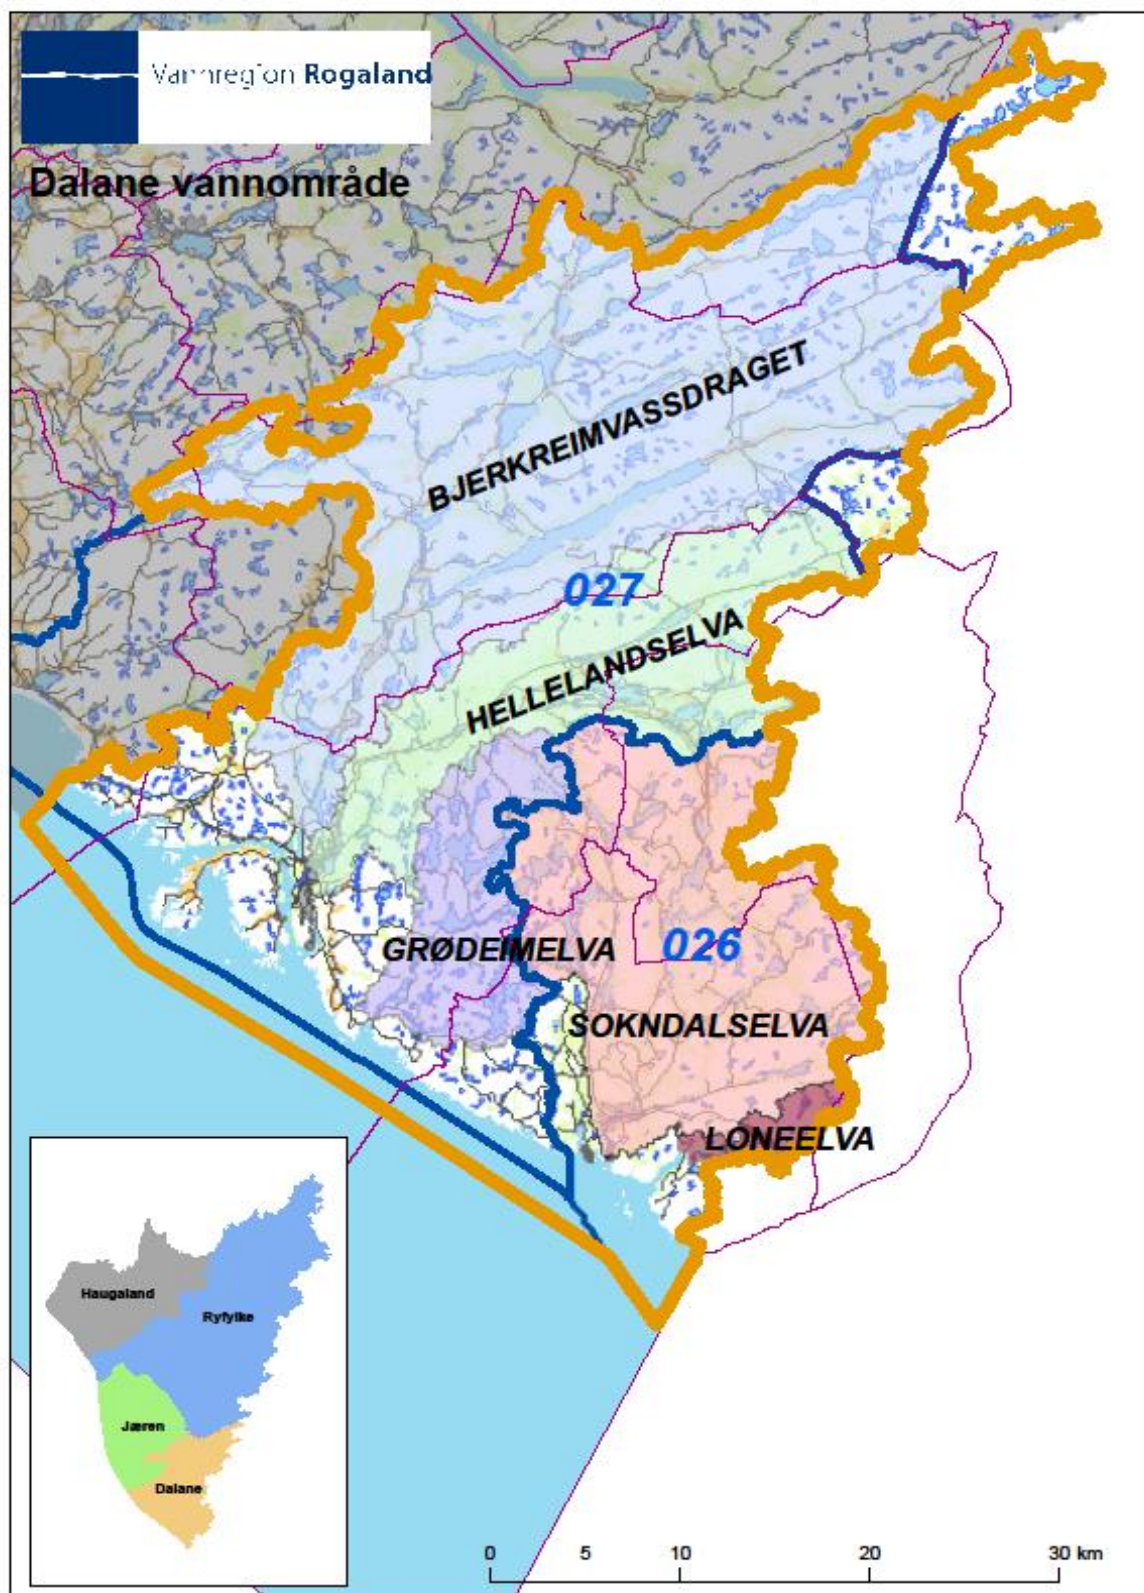 Vannregion Rogaland
Dalane vannområde
BJERKREIMVASSDRAGET
027
HELLELANDSELVA
GRØDEIMELVA
026
SOKNDALSELVA
LONEELVA
Haugaland
Ryfylke
Jæren
Dalane
0 5 10 20 30 km